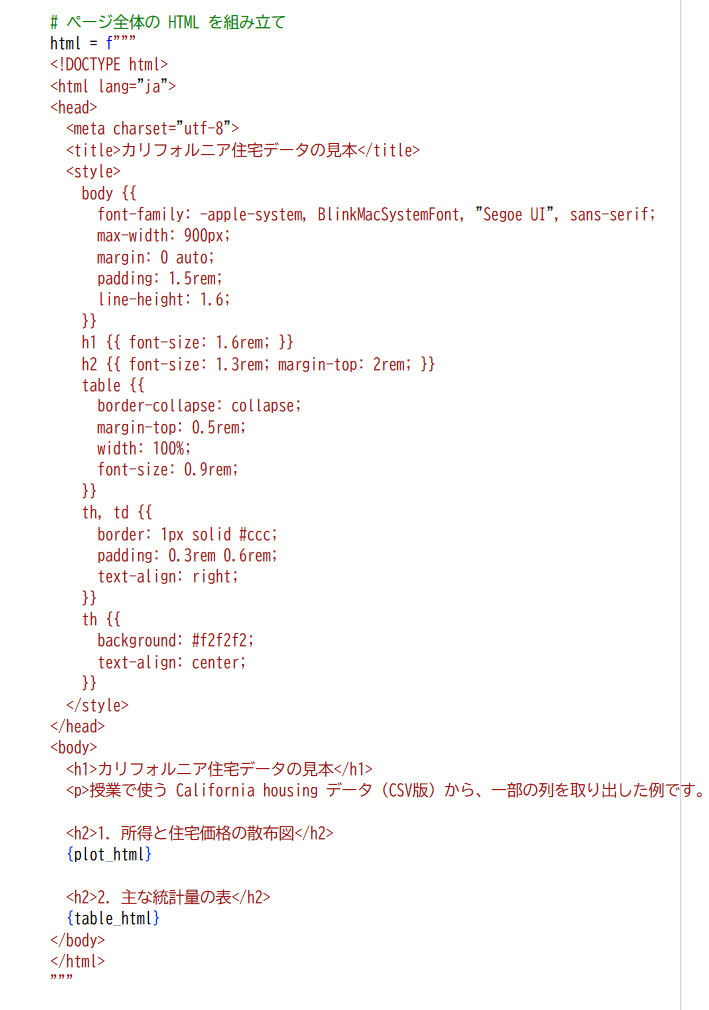 # ページ全体の HTML を組み立て
html = f"""
<!DOCTYPE html>
<html lang="ja">
<head>
  <meta charset="utf-8">
  <title>カリフォルニア住宅データの見本</title>
  <style>
    body {{
      font-family: -apple-system, BlinkMacSystemFont, "Segoe UI", sans-serif;
      max-width: 900px;
      margin: 0 auto;
      padding: 1.5rem;
      line-height: 1.6;
    }}
    h1 {{ font-size: 1.6rem; }}
    h2 {{ font-size: 1.3rem; margin-top: 2rem; }}
    table {{
      border-collapse: collapse;
      margin-top: 0.5rem;
      width: 100%;
      font-size: 0.9rem;
    }}
    th, td {{
      border: 1px solid #ccc;
      padding: 0.3rem 0.6rem;
      text-align: right;
    }}
    th {{
      background: #f2f2f2;
      text-align: center;
    }}
  </style>
</head>
<body>
  <h1>カリフォルニア住宅データの見本</h1>
  <p>授業で使う California housing データ（CSV版）から、一部の列を取り出した例です。

  <h2>1. 所得と住宅価格の散布図</h2>
  {plot_html}

  <h2>2. 主な統計量の表</h2>
  {table_html}
</body>
</html>
"""